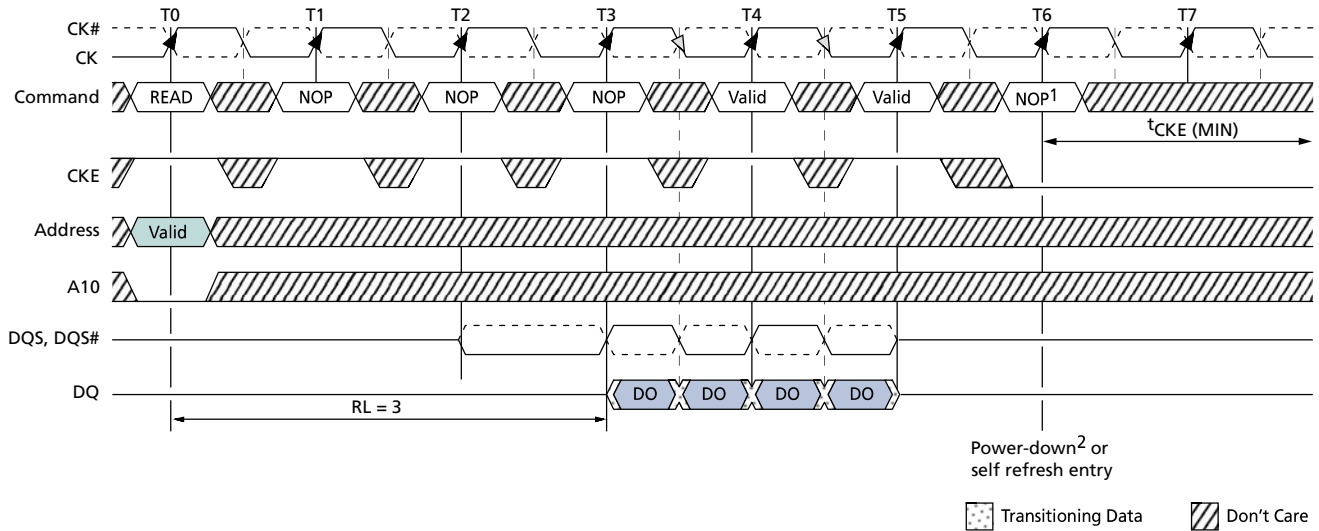 T0 T1 T2 T3 T4 T5 T6 T7
CK#
CK
Command READ NOP NOP NOP Valid Valid NOP1
tCKE (MIN)
CKE
Address Valid
A10
DQS, DQS#
DQ DO DO DO DO
RL = 3
Power-down2 or
self refresh entry
Transitioning Data Don't Care